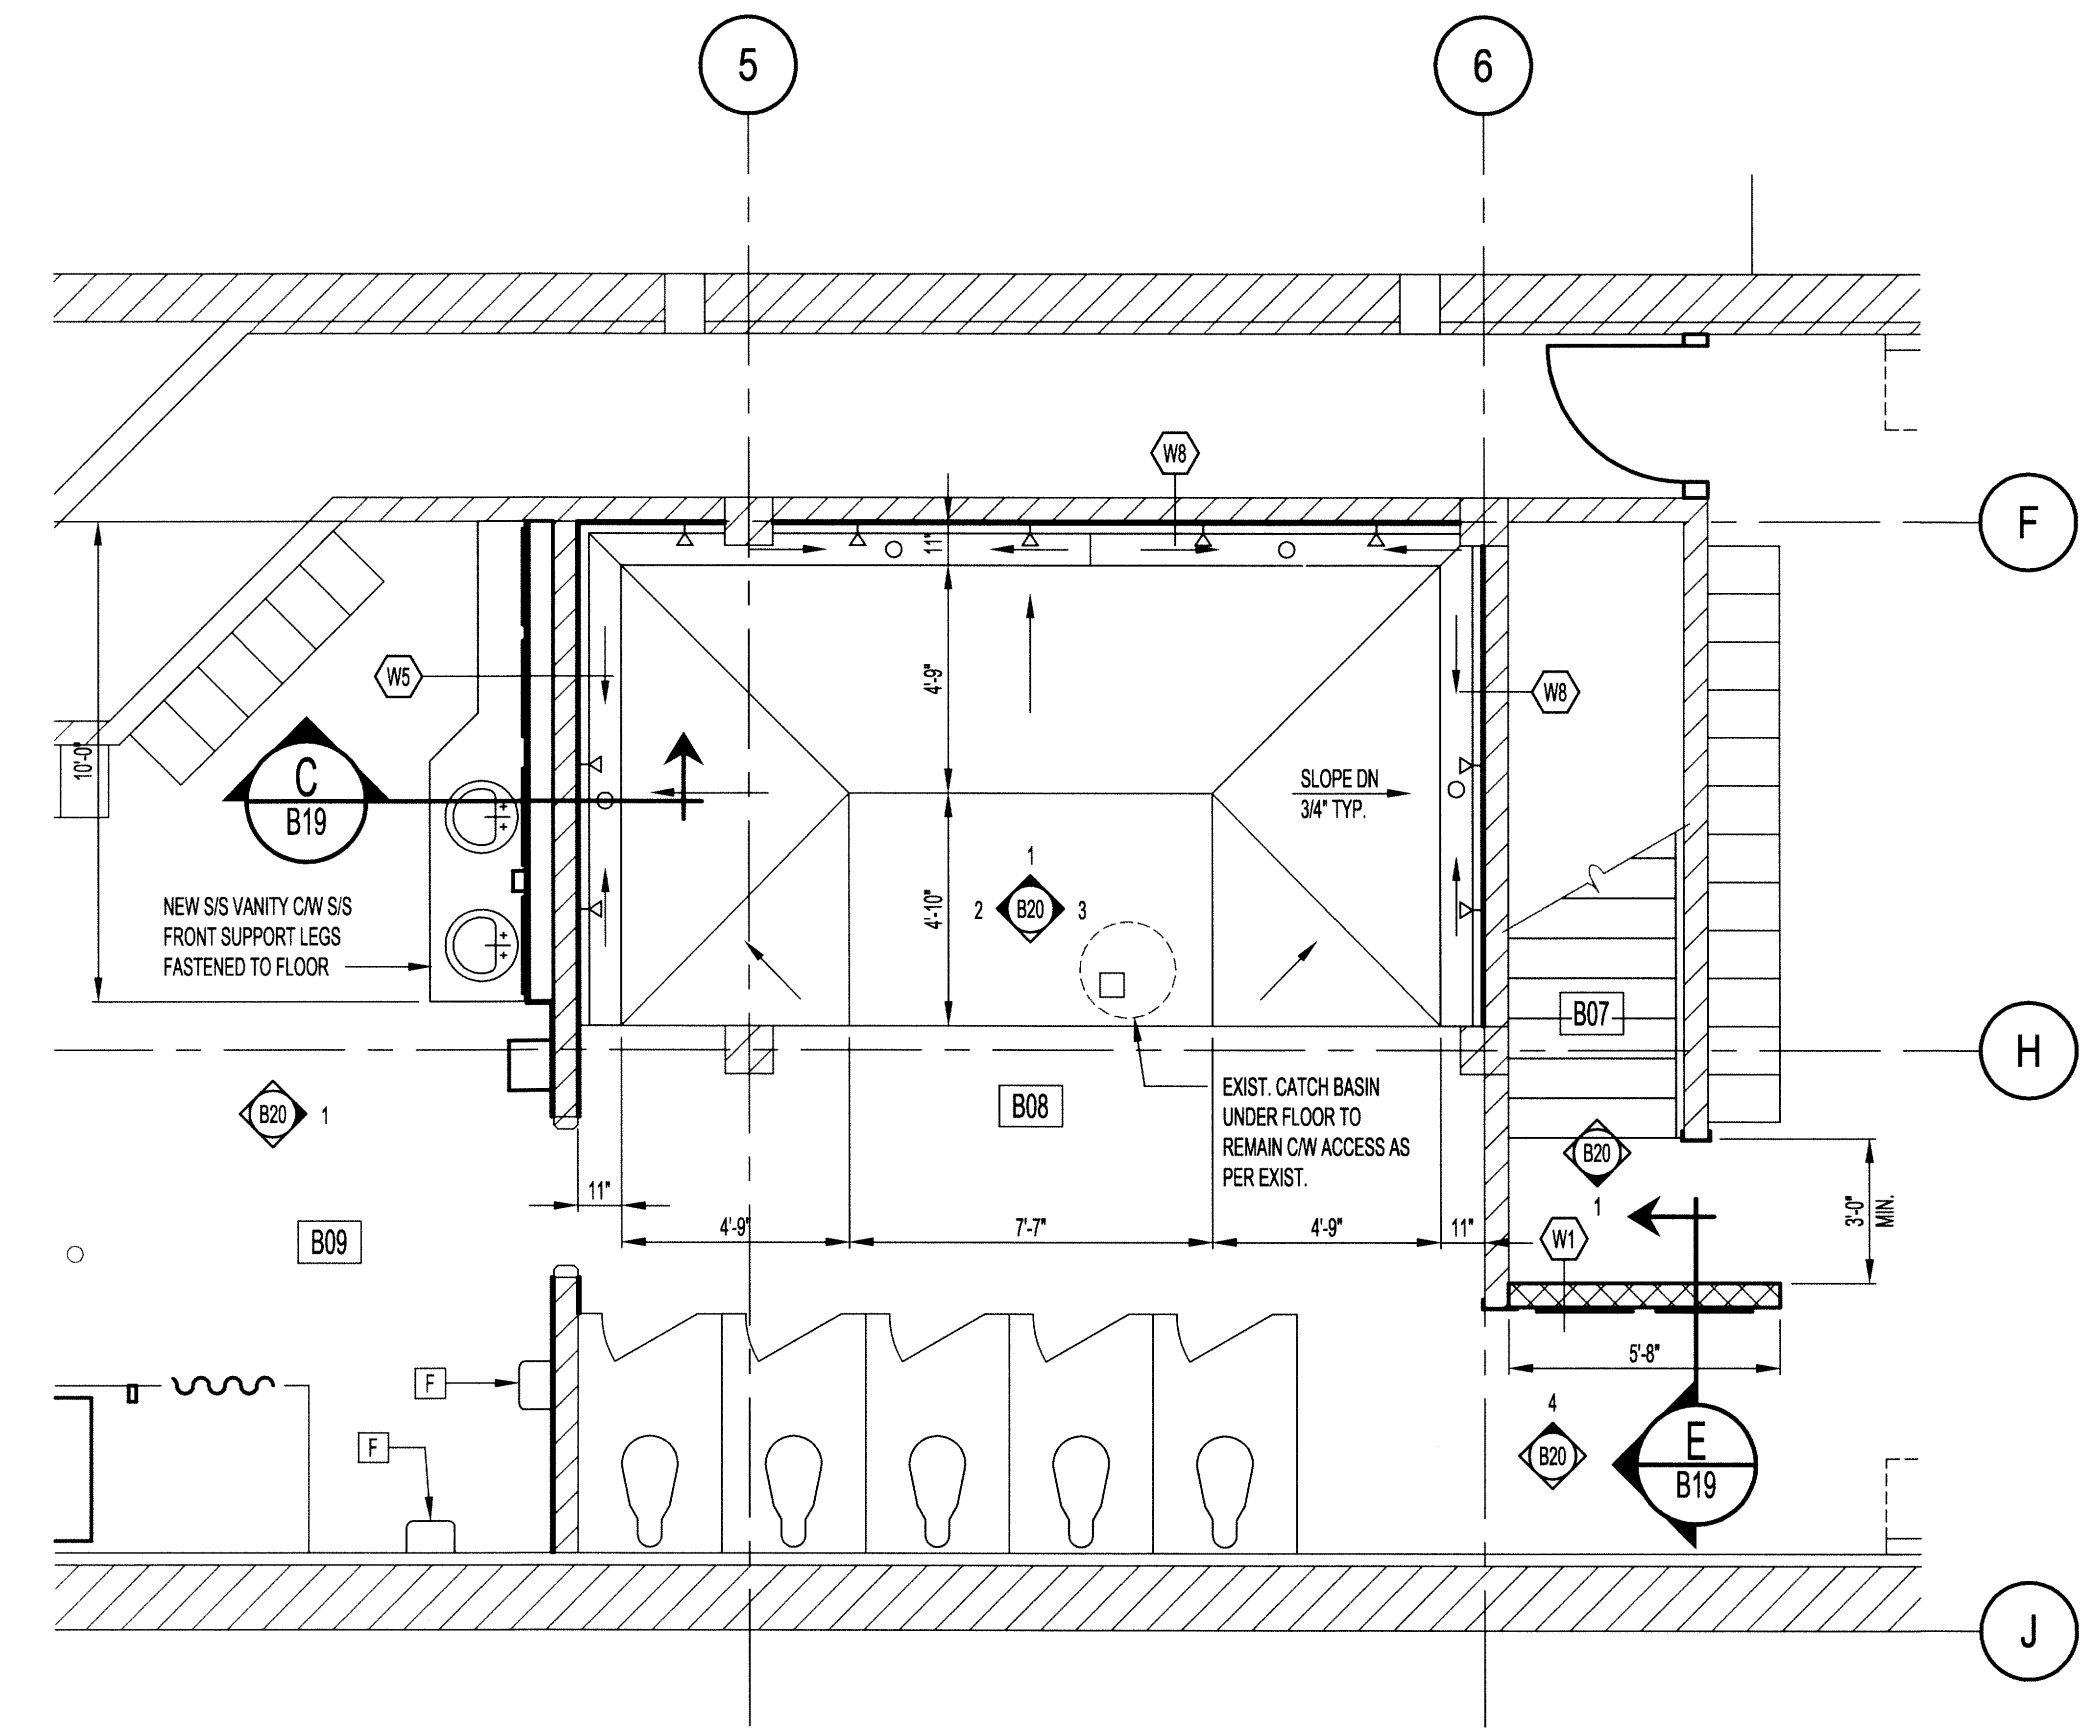 5
6
W8
F
11"
W5
4'-9"
W8
10'-0"
C
B19
SLOPE DN
3/4" TYP.
1
2
B20
3
4'-10"
NEW S/S VANITY C/W S/S
FRONT SUPPORT LEGS
FASTENED TO FLOOR
B07
H
B20
1
B08
EXIST. CATCH BASIN
UNDER FLOOR TO
REMAIN C/W ACCESS AS
PER EXIST.
B20
1
11"
4'-9"
7'-7"
4'-9"
11"
W1
3'-0"
MIN.
B09
5'-8"
F
F
4
B20
E
B19
J